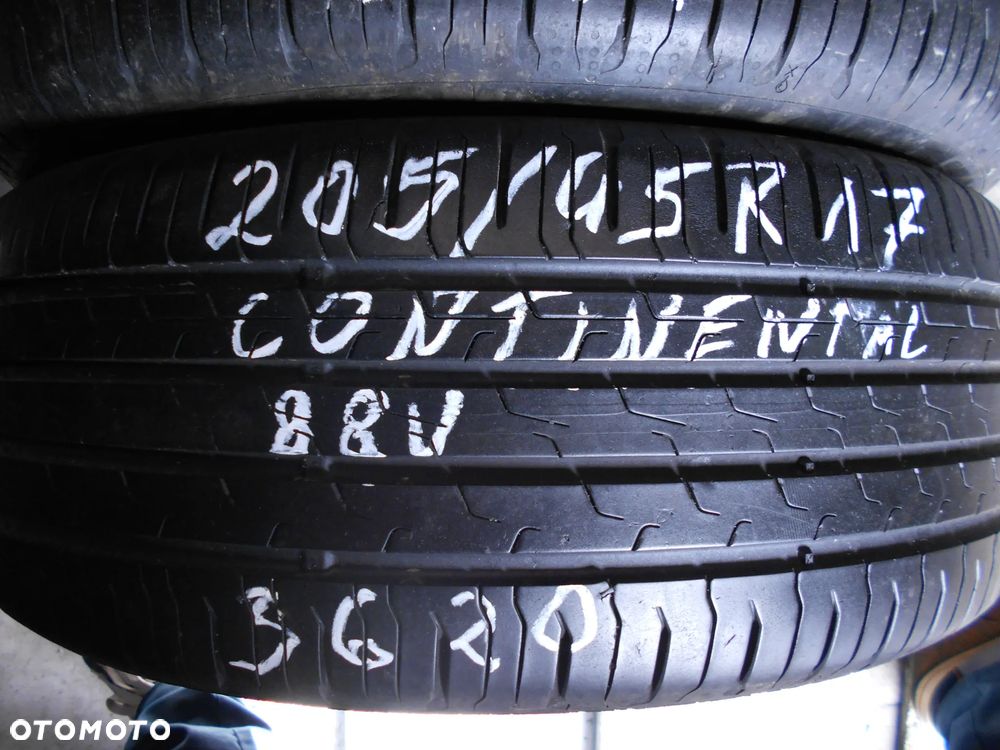 205/45R17
CONTINENTAL
88V
3620
OTOMOTO